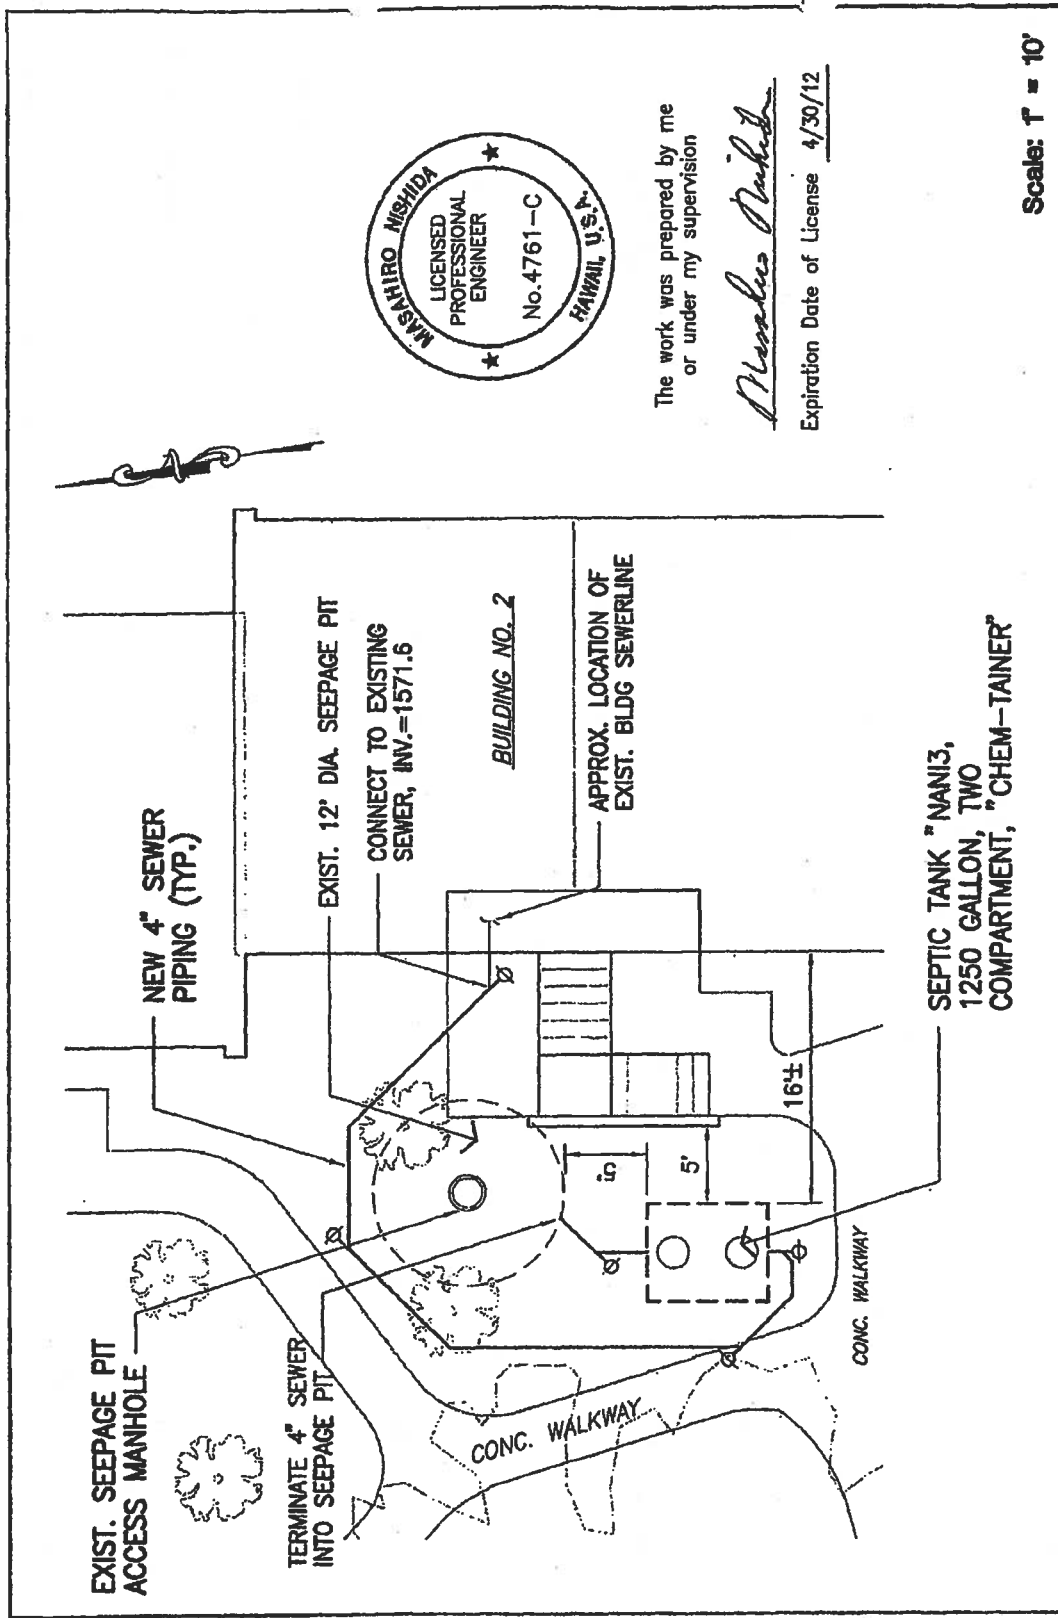 EXIST. SEEPAGE PIT
ACCESS MANHOLE
TERMINATE 4" SEWER
INTO SEEPAGE PIT
NEW 4" SEWER
PIPING (TYP.)
EXIST. 12' DIA. SEEPAGE PIT
CONNECT TO EXISTING
SEWER, INV.=1571.6
BUILDING NO. 2
APPROX. LOCATION OF
EXIST. BLDG SEWERLINE
5'
5'
16'±
CONC. WALKWAY
CONC. WALKWAY
SEPTIC TANK "NANI3,
1250 GALLON, TWO
COMPARTMENT, "CHEM-TAINER"
MASAHIRO NISHIDA
LICENSED
PROFESSIONAL
ENGINEER
No.4761-C
HAWAII, U.S.A.
The work was prepared by me
or under my supervision
Masahiro Nishida
Expiration Date of License 4/30/12
Scale: 1" = 10'